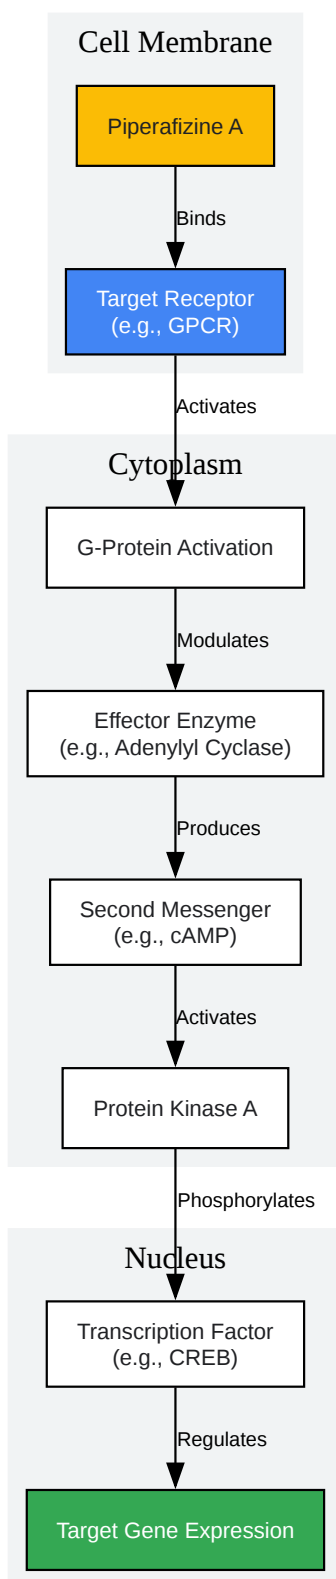 Cell Membrane
Piperafizine A
Binds
Target Receptor
(e.g., GPCR)
Activates
Cytoplasm
G-Protein Activation
Modulates
Effector Enzyme
(e.g., Adenylyl Cyclase)
Produces
Second Messenger
(e.g., cAMP)
Activates
Protein Kinase A
Phosphorylates
Nucleus
Transcription Factor
(e.g., CREB)
Regulates
Target Gene Expression